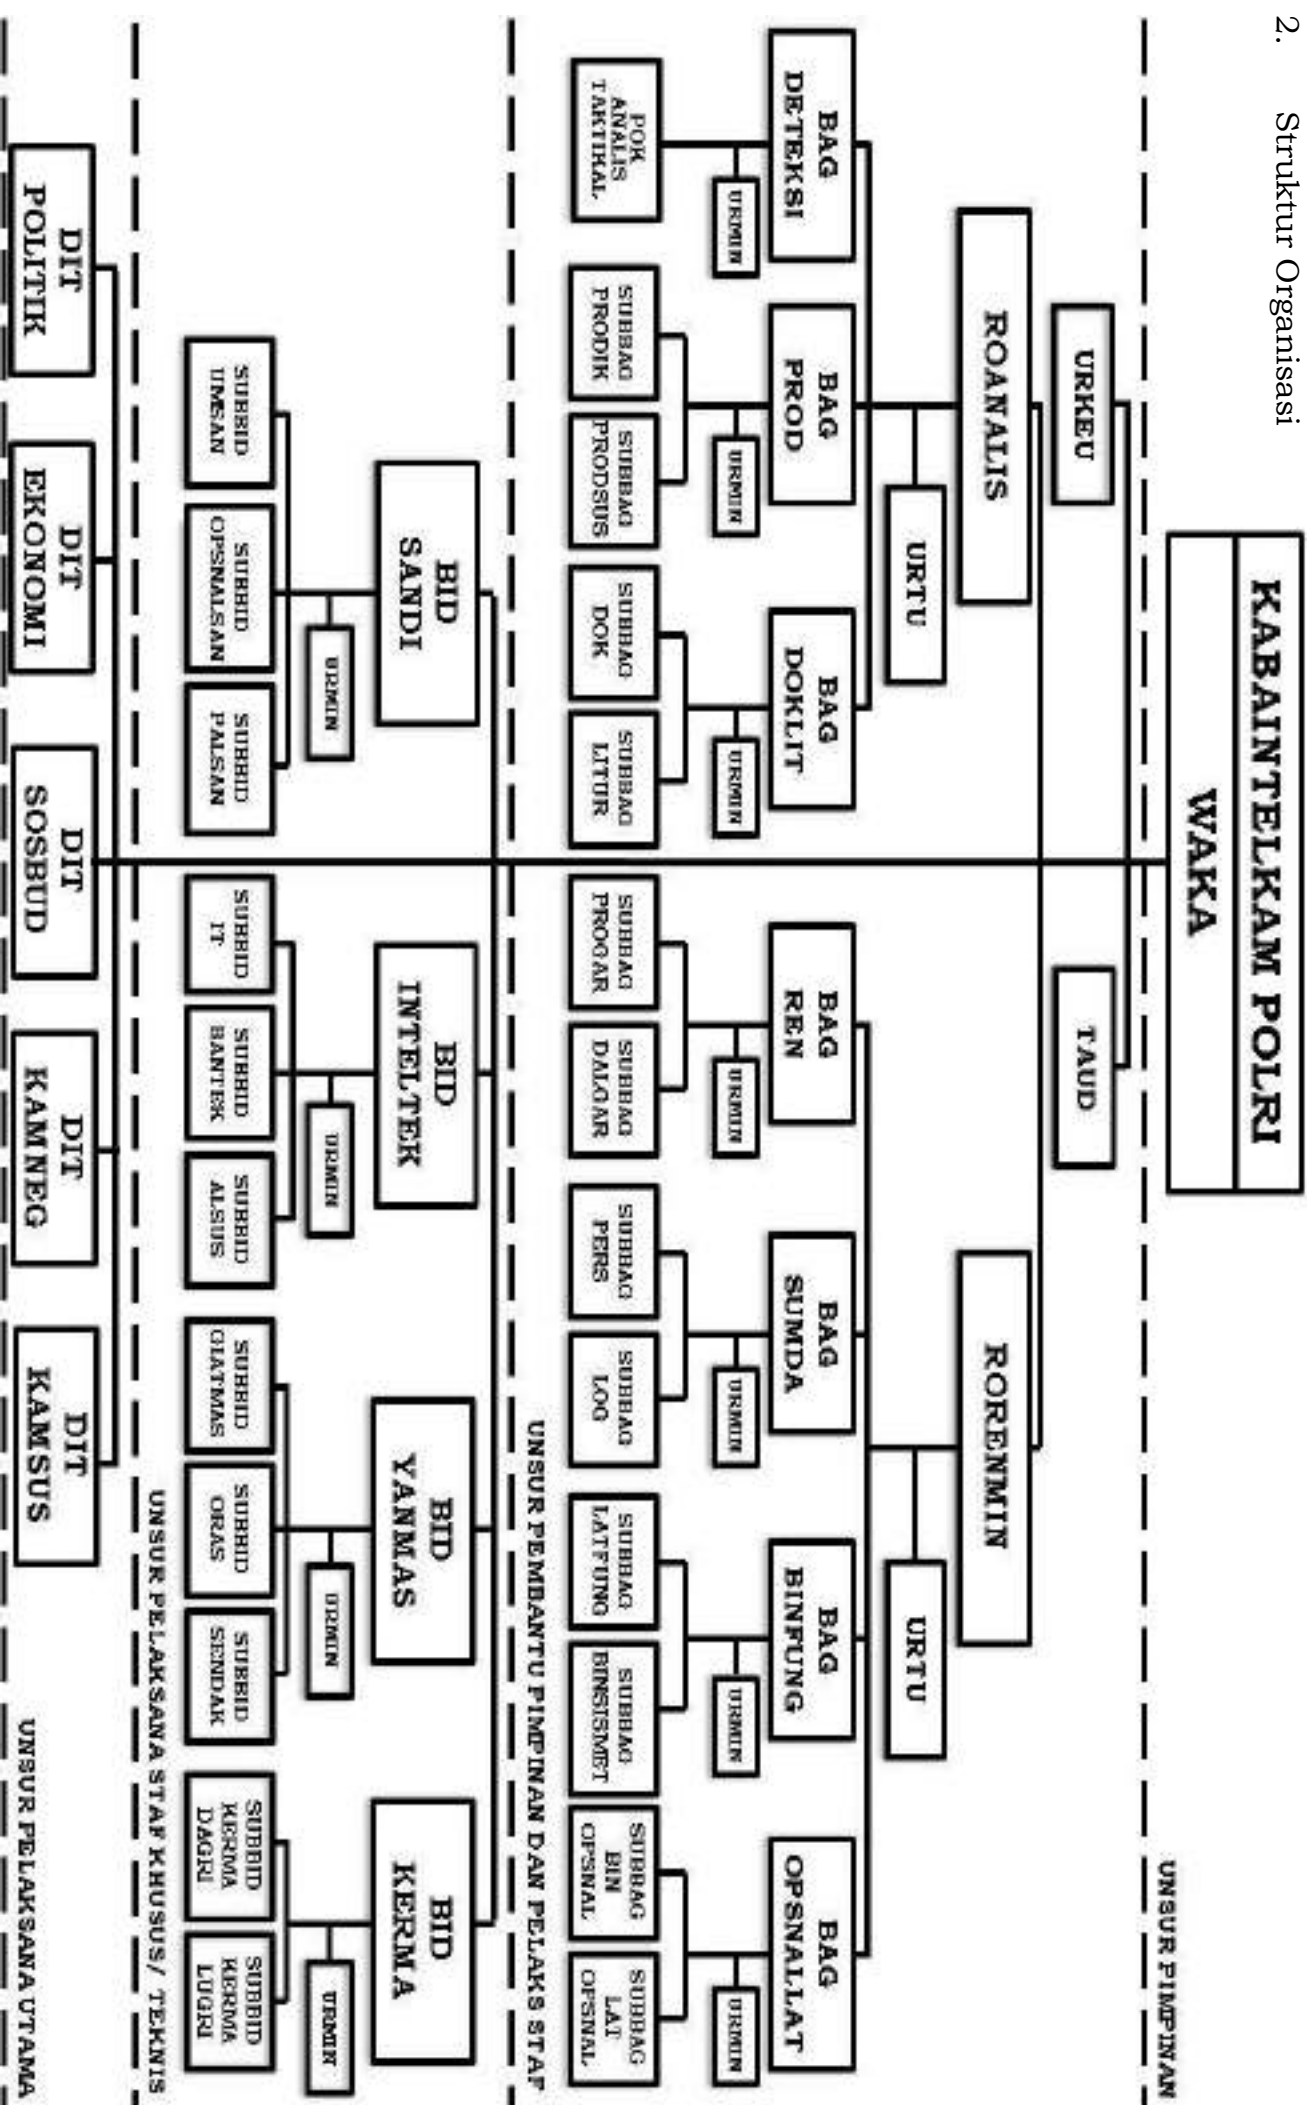 2. Struktur Organisasi
KABAINTELKAM POLRI
WAKA
UNSUR PIMPINAN
URKEU
TAUD
ROANALIS
RORENMIN
URTU
URTU
BAG
DETEKSI
BAG
PROD
BAG
DOKLIT
BAG
REN
BAG
SUMDA
BAG
BINFUNG
BAG
OPSNALLAT
URMIN
URMIN
URMIN
URMIN
URMIN
URMIN
URMIN
POK
ANALIS
TAKTIKAL
SUBBAG
PRODIK
SUBBAG
PRODSUS
SUBBAG
DOK
SUBBAG
LITUR
SUBBAG
PROGAR
SUBBAG
DALGAR
SUBBAG
PERS
SUBBAG
LOG
SUBBAG
LATFUNG
SUBBAG
BINSISMET
SUBBAG
BIN
OPSNAL
SUBBAG
LAT
OPSNAL
UNSUR PEMBANTU PIMPINAN DAN PELAKS STAF
BID
SANDI
BID
INTELTEK
BID
YANMAS
BID
KERMA
URMIN
URMIN
URMIN
URMIN
SUBBID
UMSAN
SUBBID
OPSNALSAN
SUBBID
PALSAN
SUBBID
IT
SUBBID
BANTEK
SUBBID
ALSUS
SUBBID
GIATMAS
SUBBID
ORAS
SUBBID
SENDAK
SUBBID
KERMA
DAGRI
SUBBID
KERMA
LUGRI
UNSUR PELAKSANA STAF KHUSUS/ TEKNIS
DIT
POLITIK
DIT
EKONOMI
DIT
SOSBUD
DIT
KAMNEG
DIT
KAMSUS
UNSUR PELAKSANA UTAMA